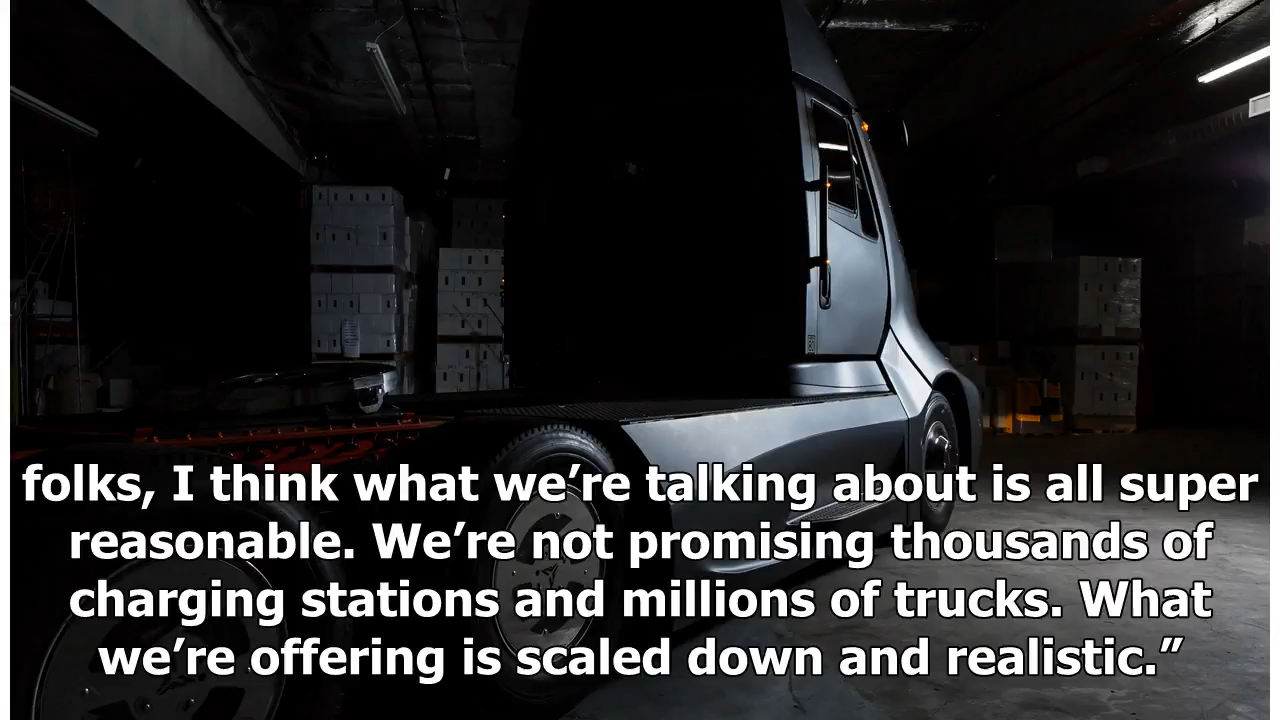 folks, I think what we’re talking about is all super
reasonable. We’re not promising thousands of
charging stations and millions of trucks. What
we’re offering is scaled down and realistic.”